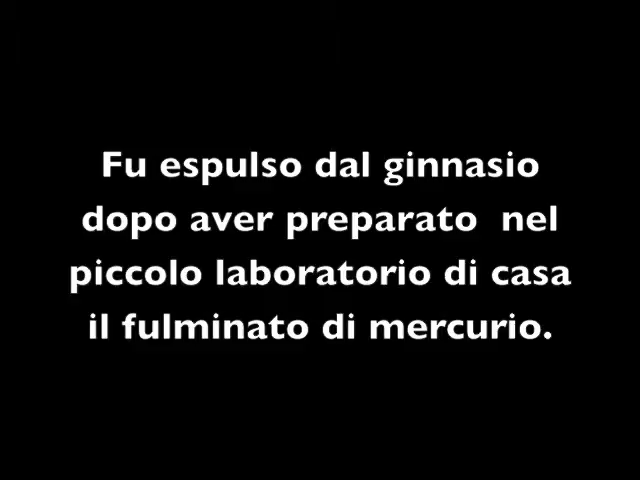 Fu espulso dal ginnasio
dopo aver preparato  nel
piccolo laboratorio di casa
il fulminato di mercurio.